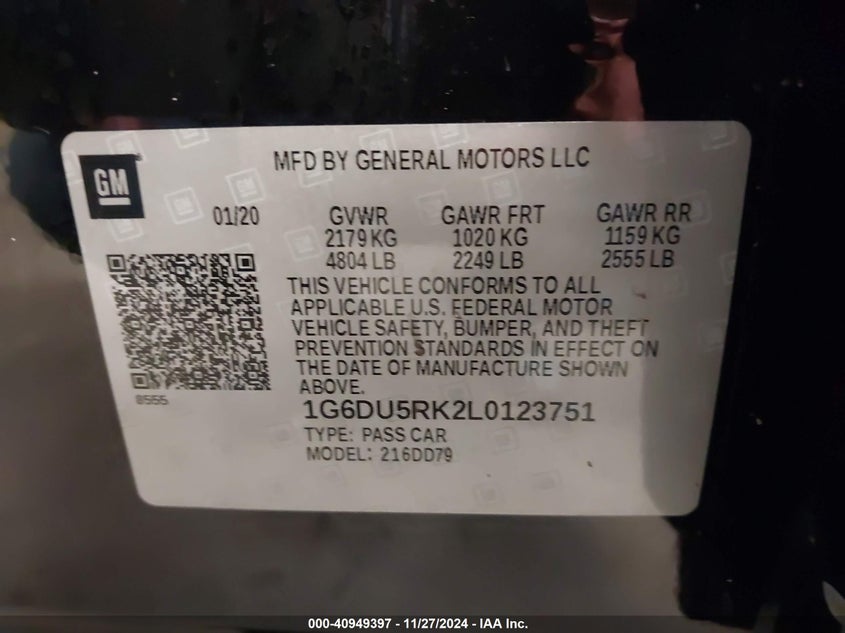 MFD BY GENERAL MOTORS LLC
GM
01/20 GVWR GAWR FRT GAWR RR
2179 KG 1020 KG 1159 KG
4804 LB 2249 LB 2555 LB
THIS VEHICLE CONFORMS TO ALL
APPLICABLE U.S. FEDERAL MOTOR
VEHICLE SAFETY, BUMPER, AND THEFT
PREVENTION STANDARDS IN EFFECT ON
THE DATE OF MANUFACTURE SHOWN
ABOVE.
8555
1G6DU5RK2L0123751
TYPE: PASS CAR
MODEL: 216DD79
000-40949397 - 11/27/2024 - IAA Inc.